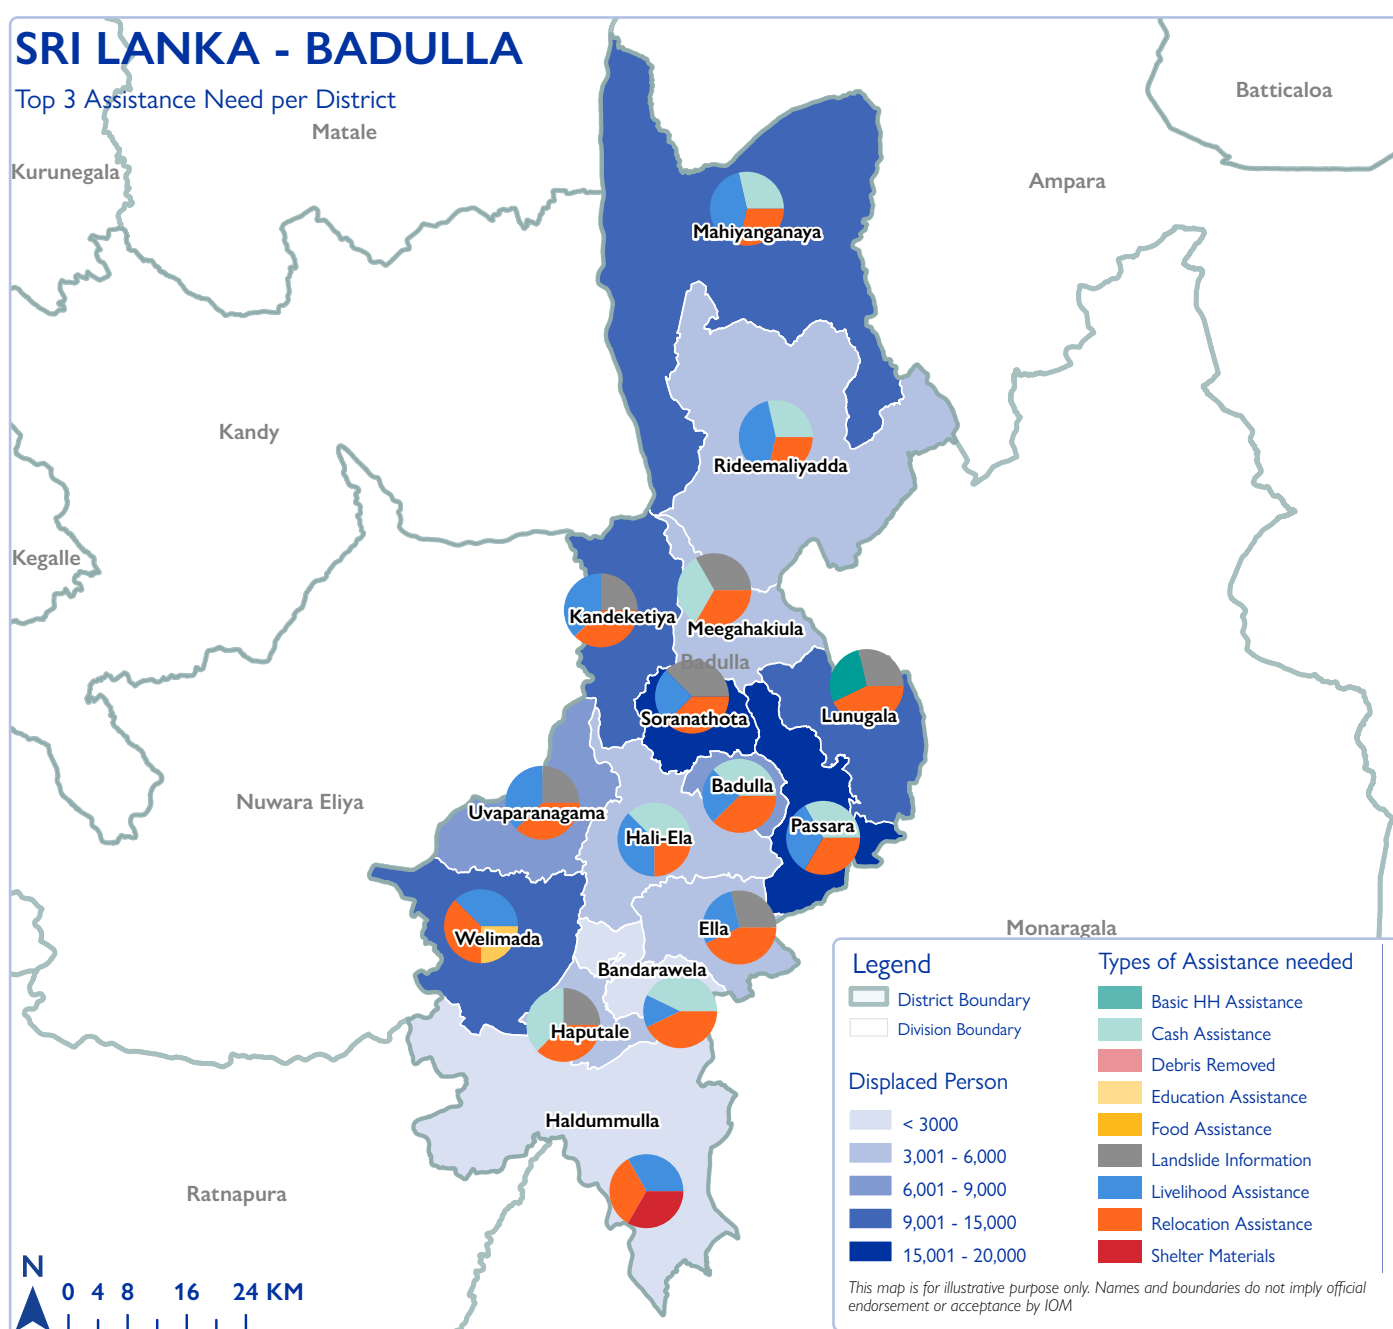 SRI LANKA - BADULLA
Top 3 Assistance Need per District
Batticaloa
Matale
Kurunegala
Ampara
Mahiyanganaya
Kandy
Rideemaliyadda
Kegalle
Kandeketiya
Meegahakiula
Badulla
Lunugala
Soranathota
Badulla
Nuwara Eliya
Uvaparanagama
Passara
Hali-Ela
Ella
Monaragala
Welimada
Bandarawela
Haputale
Haldummulla
Ratnapura
N
0 4 8 16 24 KM
Legend
District Boundary
Division Boundary
Displaced Person
< 3000
3,001 - 6,000
6,001 - 9,000
9,001 - 15,000
15,001 - 20,000
Types of Assistance needed
Basic HH Assistance
Cash Assistance
Debris Removed
Education Assistance
Food Assistance
Landslide Information
Livelihood Assistance
Relocation Assistance
Shelter Materials
This map is for illustrative purpose only. Names and boundaries do not imply official
endorsement or acceptance by IOM